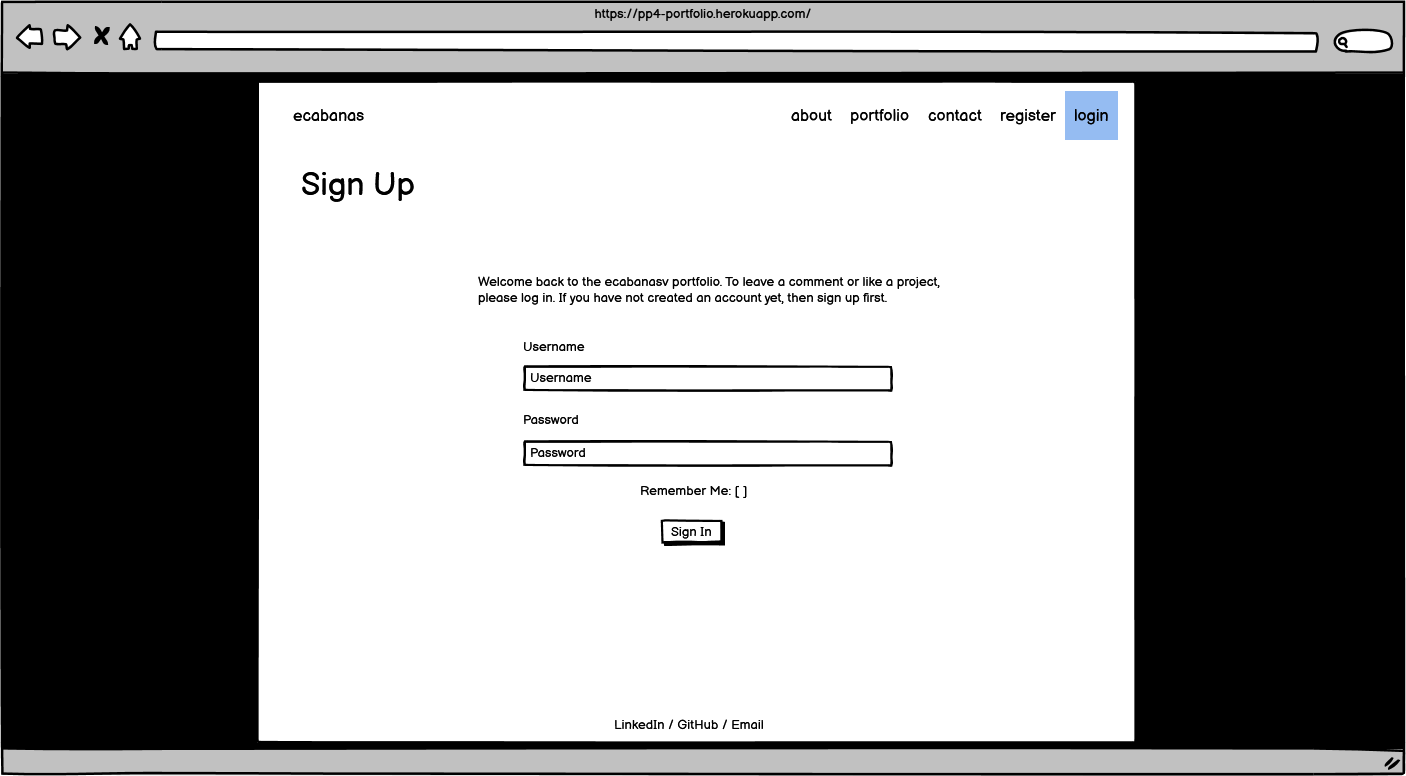 https://pp4-portfolio.herokuapp.com/
ecabanas about portfolio contact register login
Sign Up
Welcome back to the ecabanasv portfolio. To leave a comment or like a project,
please log in. If you have not created an account yet, then sign up first.
Username
Username
Password
Password
Remember Me: [ ]
Sign In
LinkedIn / GitHub / Email